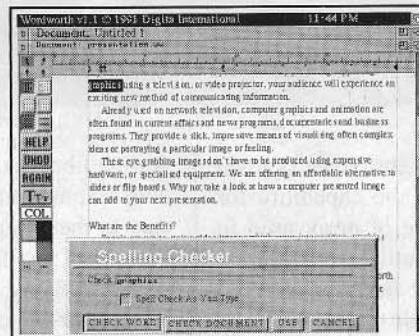 Wordworth v1.1 © 1991 Digita International 11:44 PM
Document, Untitled 1
Document: presentation.ww
graphics using a television, or video projector, your audience will experience an
exciting new method of communicating information.
Already used on network television, computer graphics and animation are
often found in current affairs and news programs, documentaries and business
programs. They provide a slick, impressive means of visualising often complex
ideas or portraying a particular image or feeling.
These eye grabbing images don't have to be produced using expensive
hardware, or specialised equipment. We are offering an affordable alternative to
slides or flip boards. Why not take a look at how a computer presented image
can add to your next presentation.
What are the Benefits?
HELP
UNDO
AGAIN
TTT
COL
Spelling Checker
Check graphics
Spell Check As You Type
CHECK WORD CHECK DOCUMENT USE CANCEL